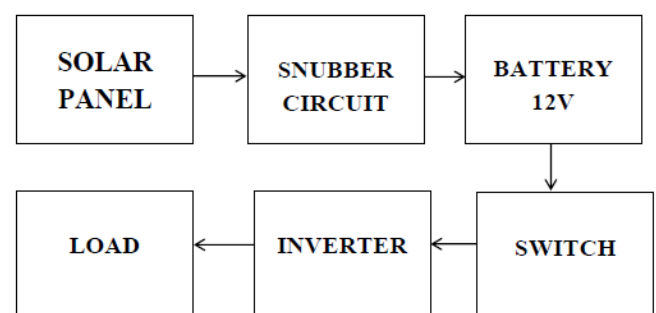 SOLAR
PANEL
SNUBBER
CIRCUIT
BATTERY
12V
LOAD
INVERTER
SWITCH